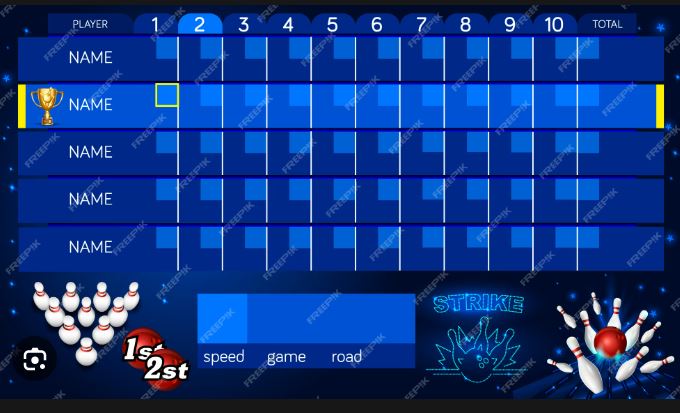 PLAYER 1 2 3 4 5 6 7 8 9 10 TOTAL
NAME
NAME
NAME
NAME
NAME
STRIKE
1st
2st
speed game road
FREEPIK